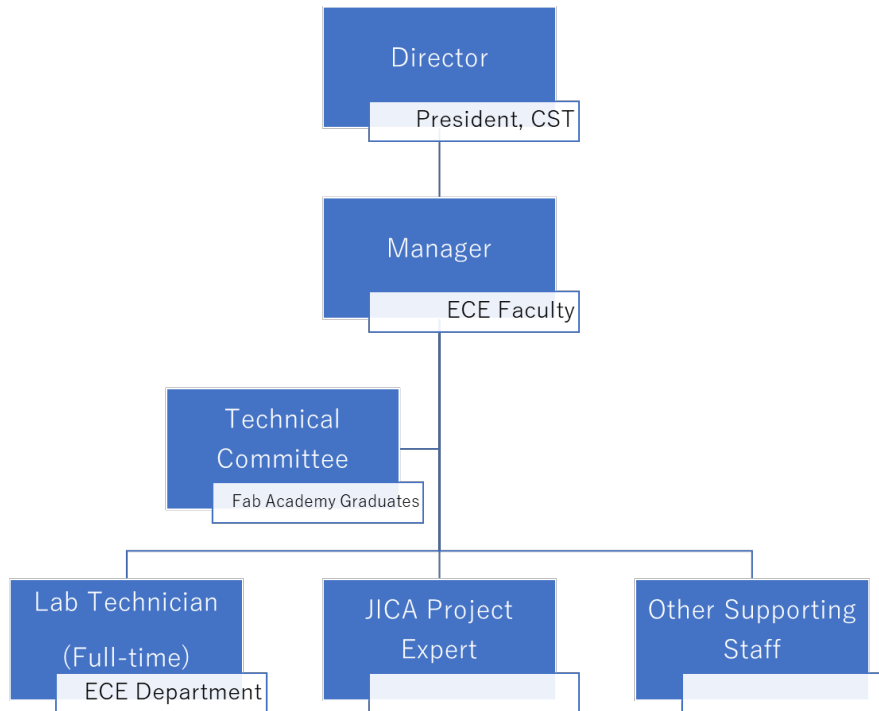 Director
President, CST
Manager
ECE Faculty
Technical
Committee
Fab Academy Graduates
Lab Technician
(Full-time)
ECE Department
JICA Project
Expert
Other Supporting
Staff